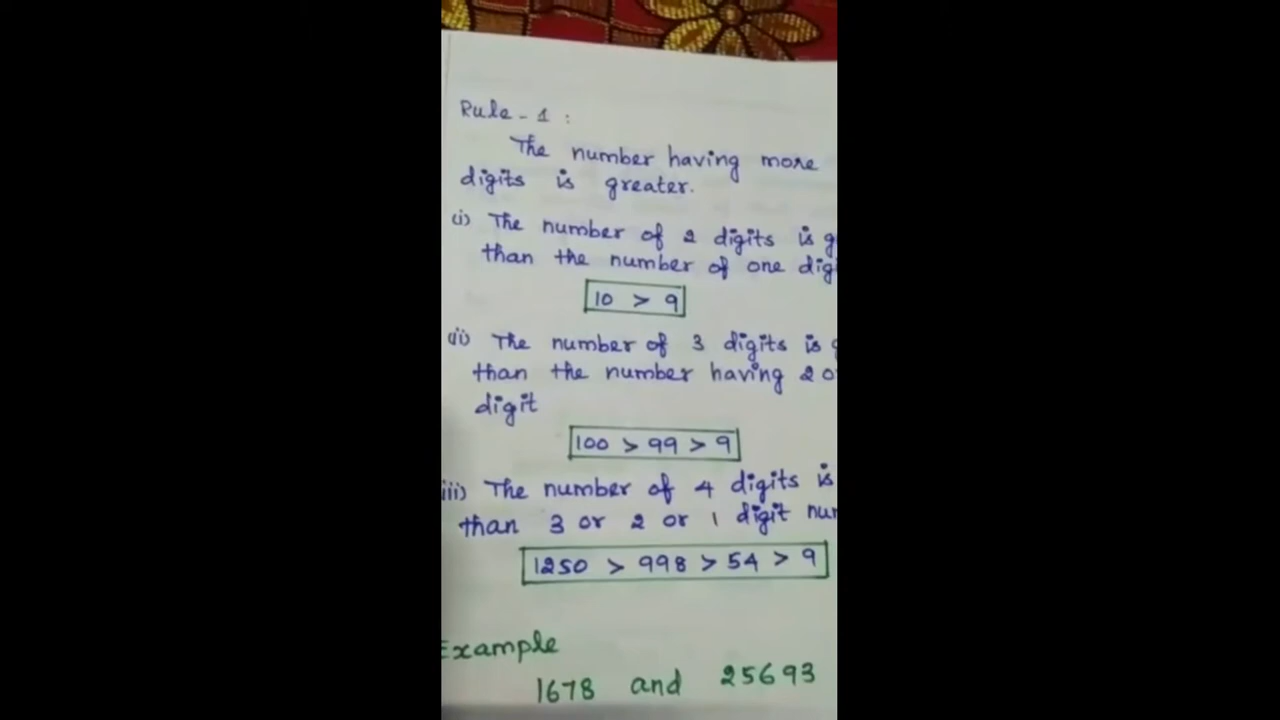 Rule-1 :
The number having more
digits is greater.
(i) The number of 2 digits is
than the number of one
10 > 9
(ii) The number of 3 digits is
than the number having 2
digit
100 > 99 > 9
iii) The number of 4 digits is
than 3 or 2 or 1 digit
1250 > 998 > 54 > 9
Example
1678 and 25693